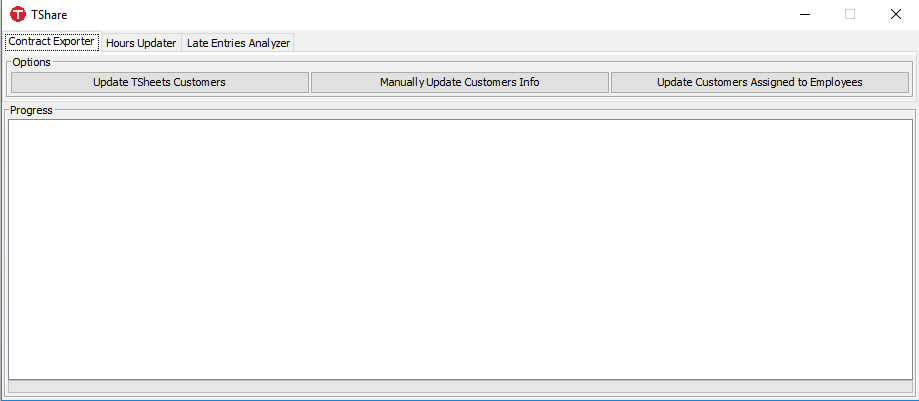 TShare
Contract Exporter Hours Updater Late Entries Analyzer
Options
Update TSheets Customers Manually Update Customers Info Update Customers Assigned to Employees
Progress